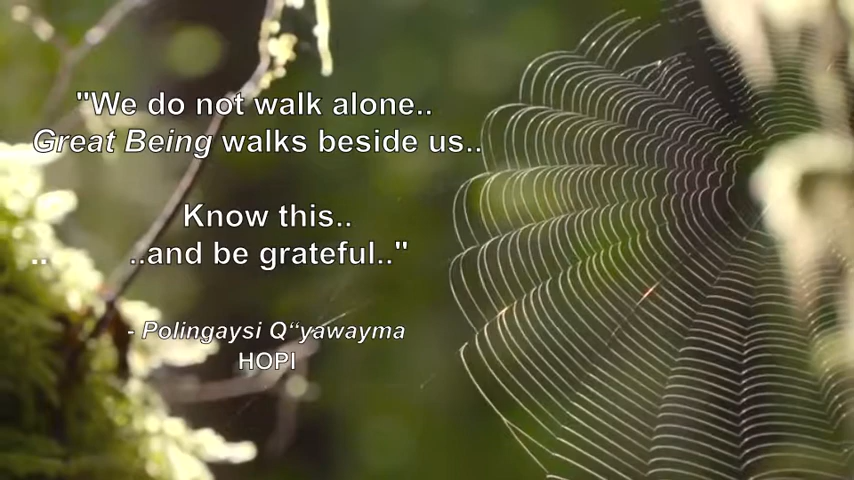 "We do not walk alone..
Great Being walks beside us..
Know this..
.. ..and be grateful.."
- Polingaysi Q“yawayma
HOPI